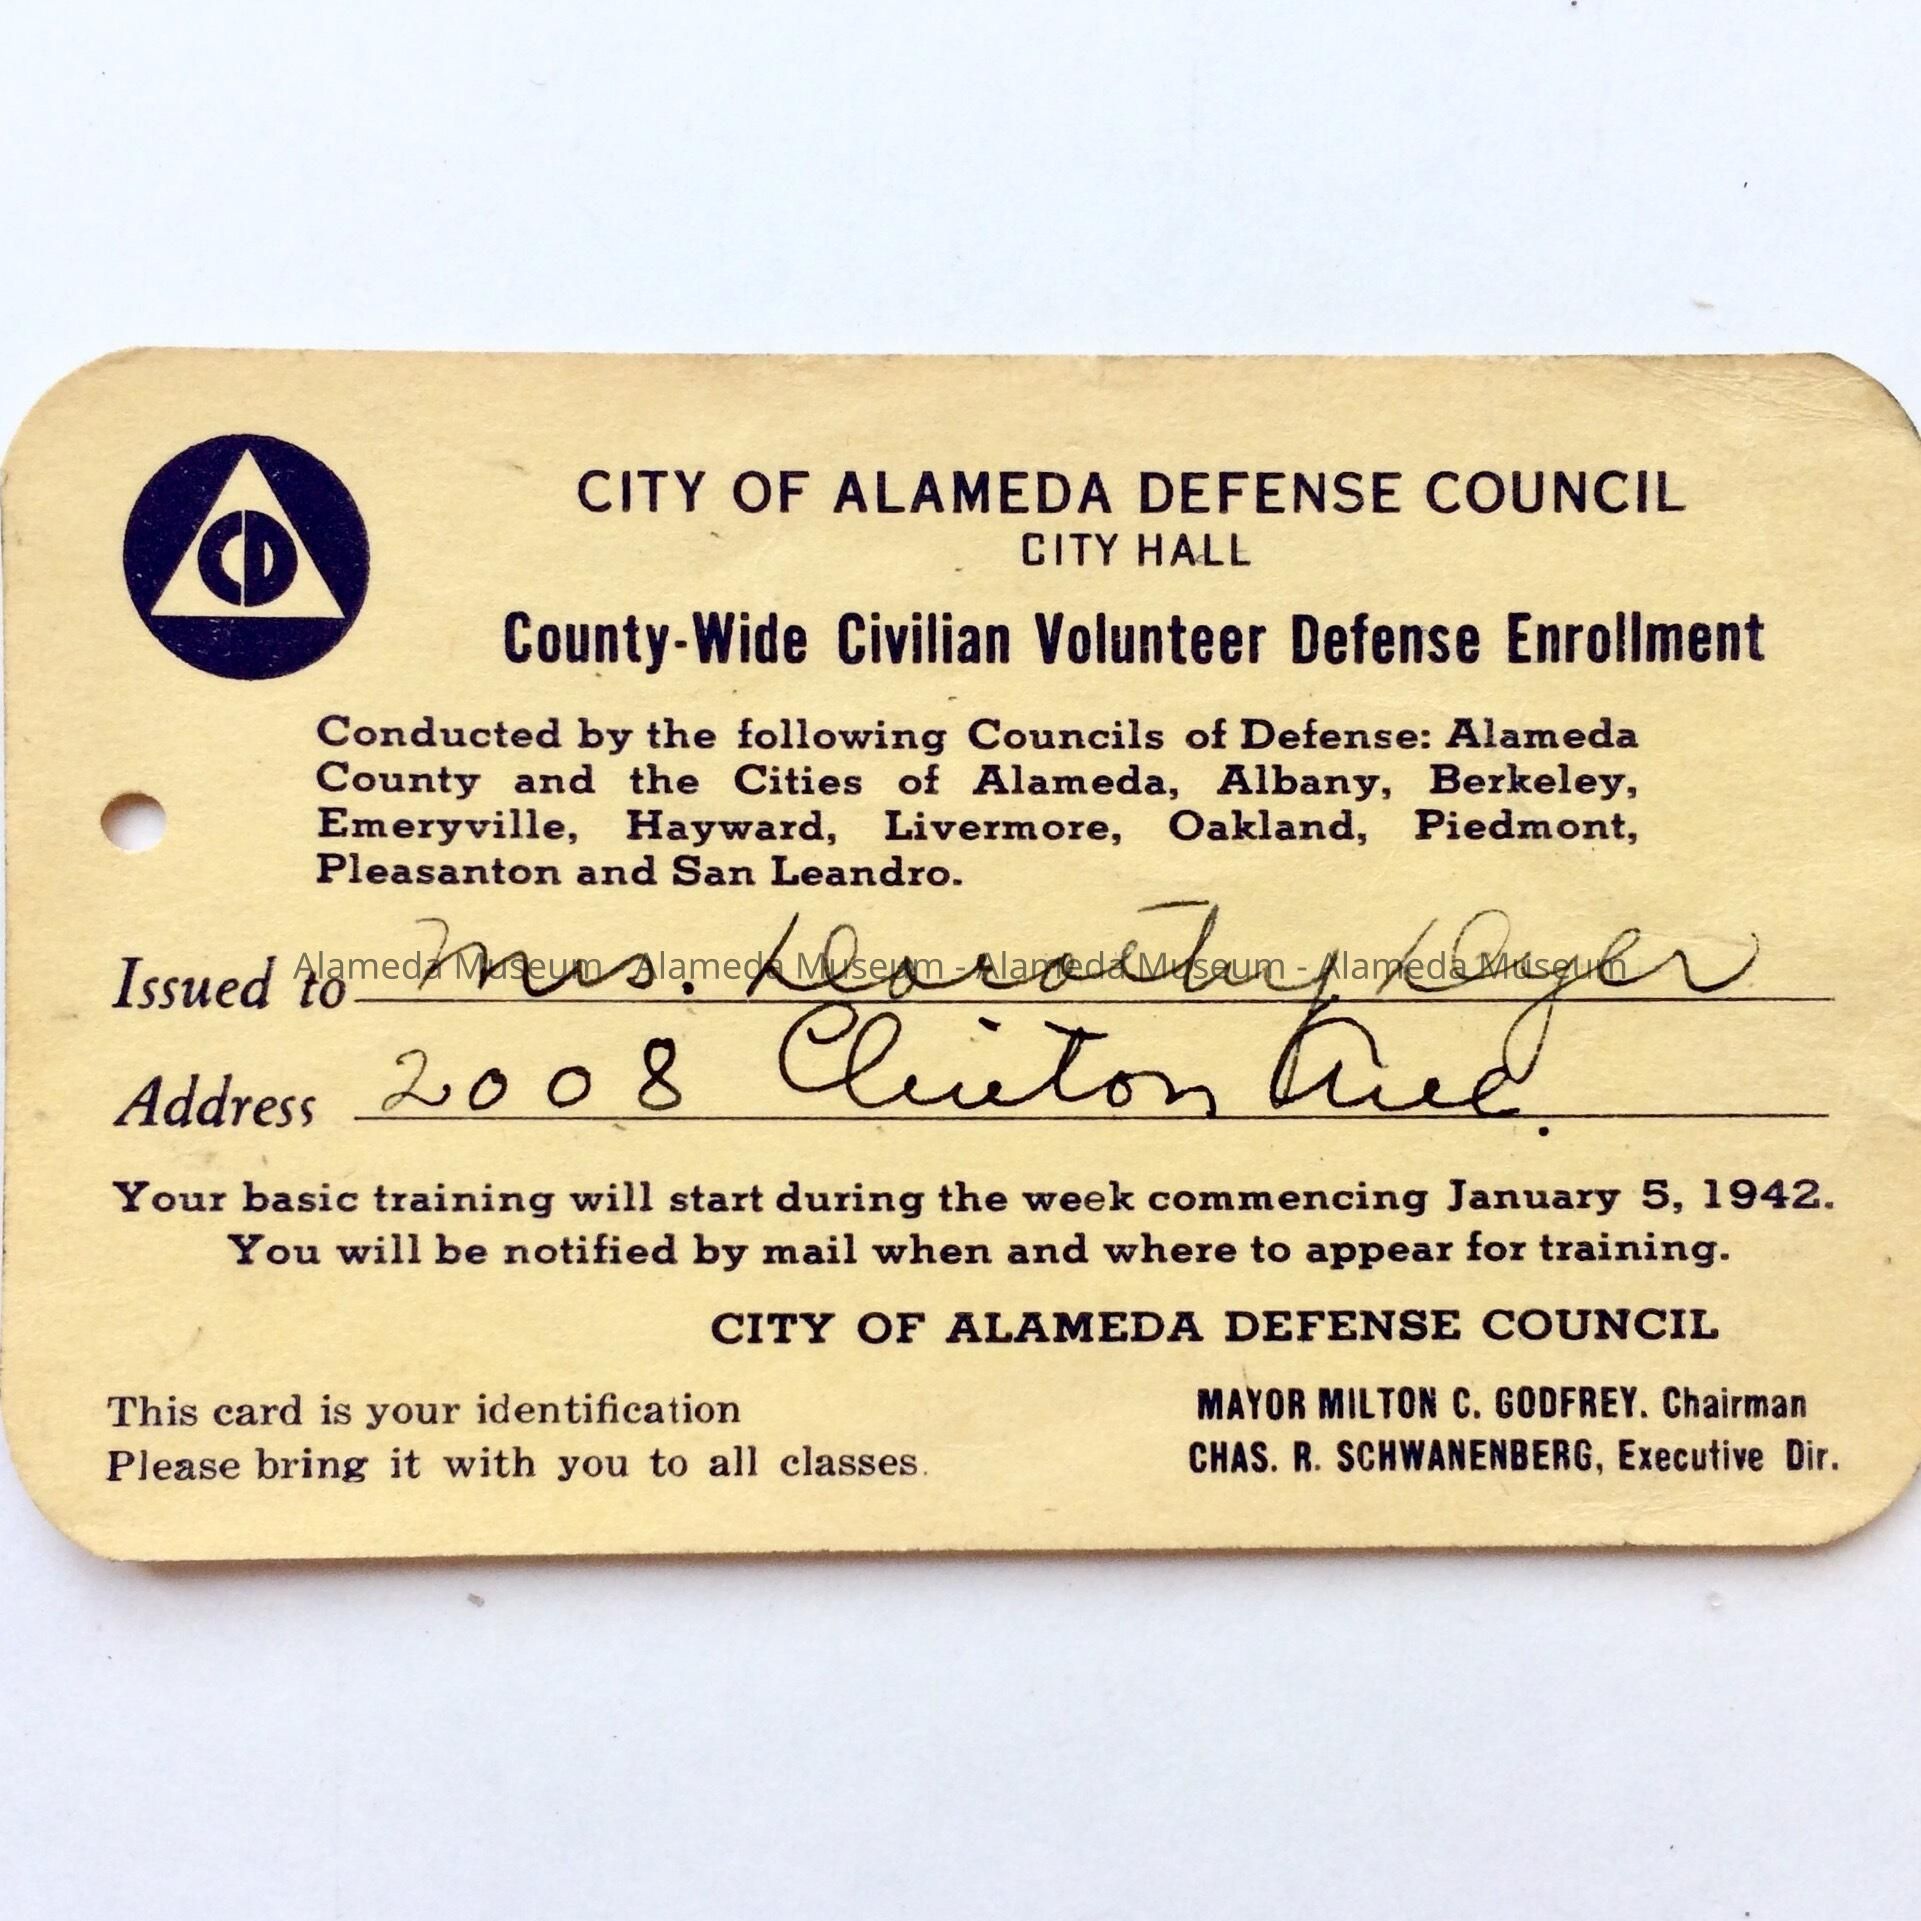 CD
CITY OF ALAMEDA DEFENSE COUNCIL
CITY HALL
County-Wide Civilian Volunteer Defense Enrollment
Conducted by the following Councils of Defense: Alameda
County and the Cities of Alameda, Albany, Berkeley,
Emeryville, Hayward, Livermore, Oakland, Piedmont,
Pleasanton and San Leandro.
Issued to Mrs. Dorothy Dyer
Alameda Museum - Alameda Museum - Alameda Museum - Alameda Museum
Address 2008 Clinton Ave.
Your basic training will start during the week commencing January 5, 1942.
You will be notified by mail when and where to appear for training.
CITY OF ALAMEDA DEFENSE COUNCIL
This card is your identification
Please bring it with you to all classes.
MAYOR MILTON C. GODFREY. Chairman
CHAS. R. SCHWANENBERG, Executive Dir.